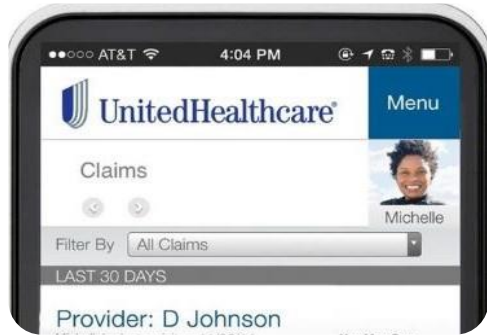 AT&T 4:04 PM
UnitedHealthcare® Menu
Claims
Michelle
Filter By All Claims
LAST 30 DAYS
Provider: D Johnson